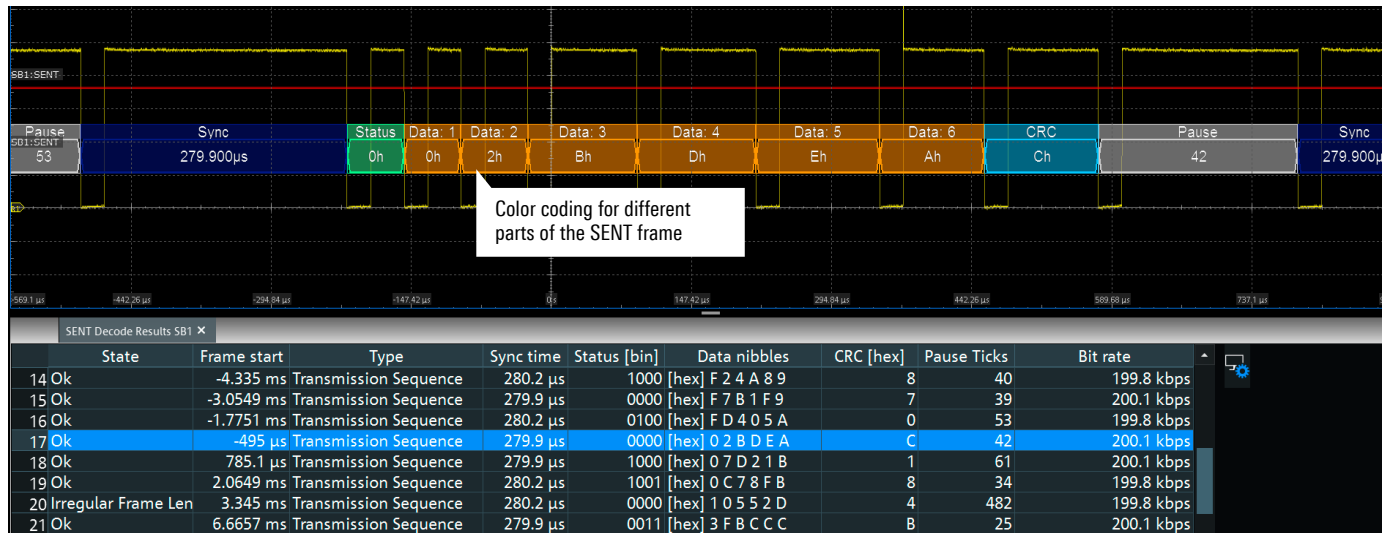 SB1:SENT
Pause Sync Status Data: 1 Data: 2 Data: 3 Data: 4 Data: 5 Data: 6 CRC Pause Sync
SB1:SENT
53 279.900µs 0h 0h 2h Bh Dh Eh Ah Ch 42 279.900µ
Color coding for different
parts of the SENT frame
-569.1 µs -442.26 µs -294.84 µs -147.42 µs 0s 147.42 µs 294.84 µs 442.26 µs 589.68 µs 737.1 µs
SENT Decode Results SB1 ×
State Frame start Type Sync time Status [bin] Data nibbles CRC [hex] Pause Ticks Bit rate
14 Ok -4.335 ms Transmission Sequence 280.2 µs 1000 [hex] F 2 4 A 8 9 8 40 199.8 kbps
15 Ok -3.0549 ms Transmission Sequence 279.9 µs 0000 [hex] F 7 B 1 F 9 7 39 200.1 kbps
16 Ok -1.7751 ms Transmission Sequence 280.2 µs 0100 [hex] F D 4 0 5 A 0 53 199.8 kbps
17 Ok -495 µs Transmission Sequence 279.9 µs 0000 [hex] 0 2 B D E A C 42 200.1 kbps
18 Ok 785.1 µs Transmission Sequence 279.9 µs 1000 [hex] 0 7 D 2 1 B 1 61 200.1 kbps
19 Ok 2.0649 ms Transmission Sequence 279.9 µs 1001 [hex] 0 C 7 8 F B 8 34 200.1 kbps
20 Irregular Frame Len 3.345 ms Transmission Sequence 280.2 µs 0000 [hex] 1 0 5 5 2 D 4 482 199.8 kbps
21 Ok 6.6657 ms Transmission Sequence 279.9 µs 0011 [hex] 3 F B C C C B 25 200.1 kbps